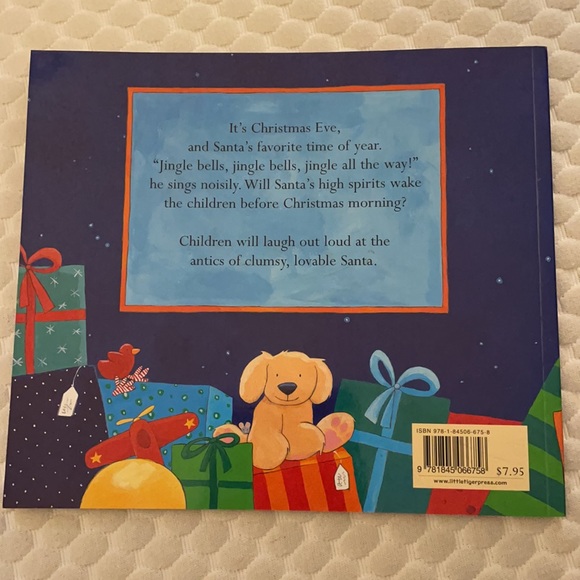 It's Christmas Eve,
and Santa's favorite time of year.
"Jingle bells, jingle bells, jingle all the way!"
he sings noisily. Will Santa's high spirits wake
the children before Christmas morning?
Children will laugh out loud at the
antics of clumsy, lovable Santa.
ISBN 978-1-84506-675-8
9 781845 066758
$7.95
www.littletigerpress.com